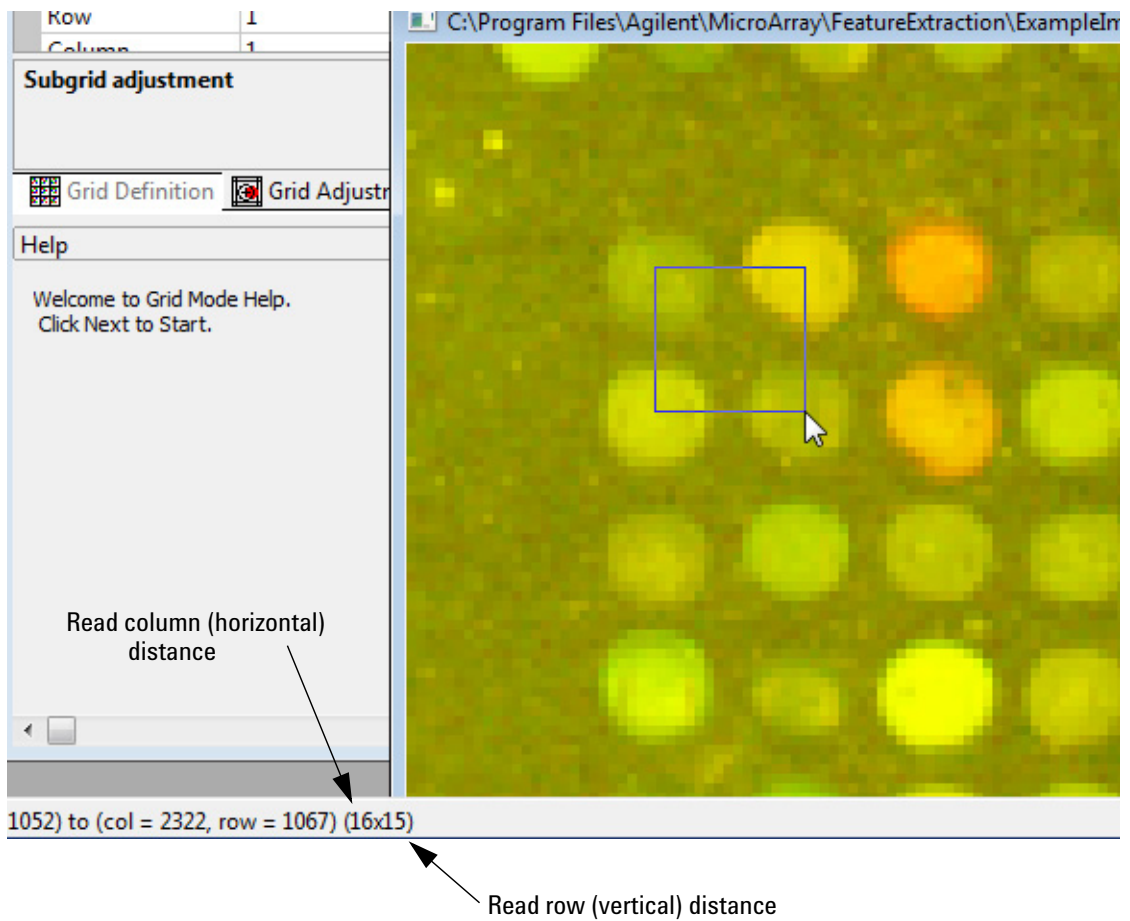 Row 1
Column 1
C:\Program Files\Agilent\MicroArray\FeatureExtraction\ExampleIm
Subgrid adjustment
Grid Definition Grid Adjustr
Help
Welcome to Grid Mode Help.
Click Next to Start.
Read column (horizontal)
distance
1052) to (col = 2322, row = 1067) (16x15)
Read row (vertical) distance